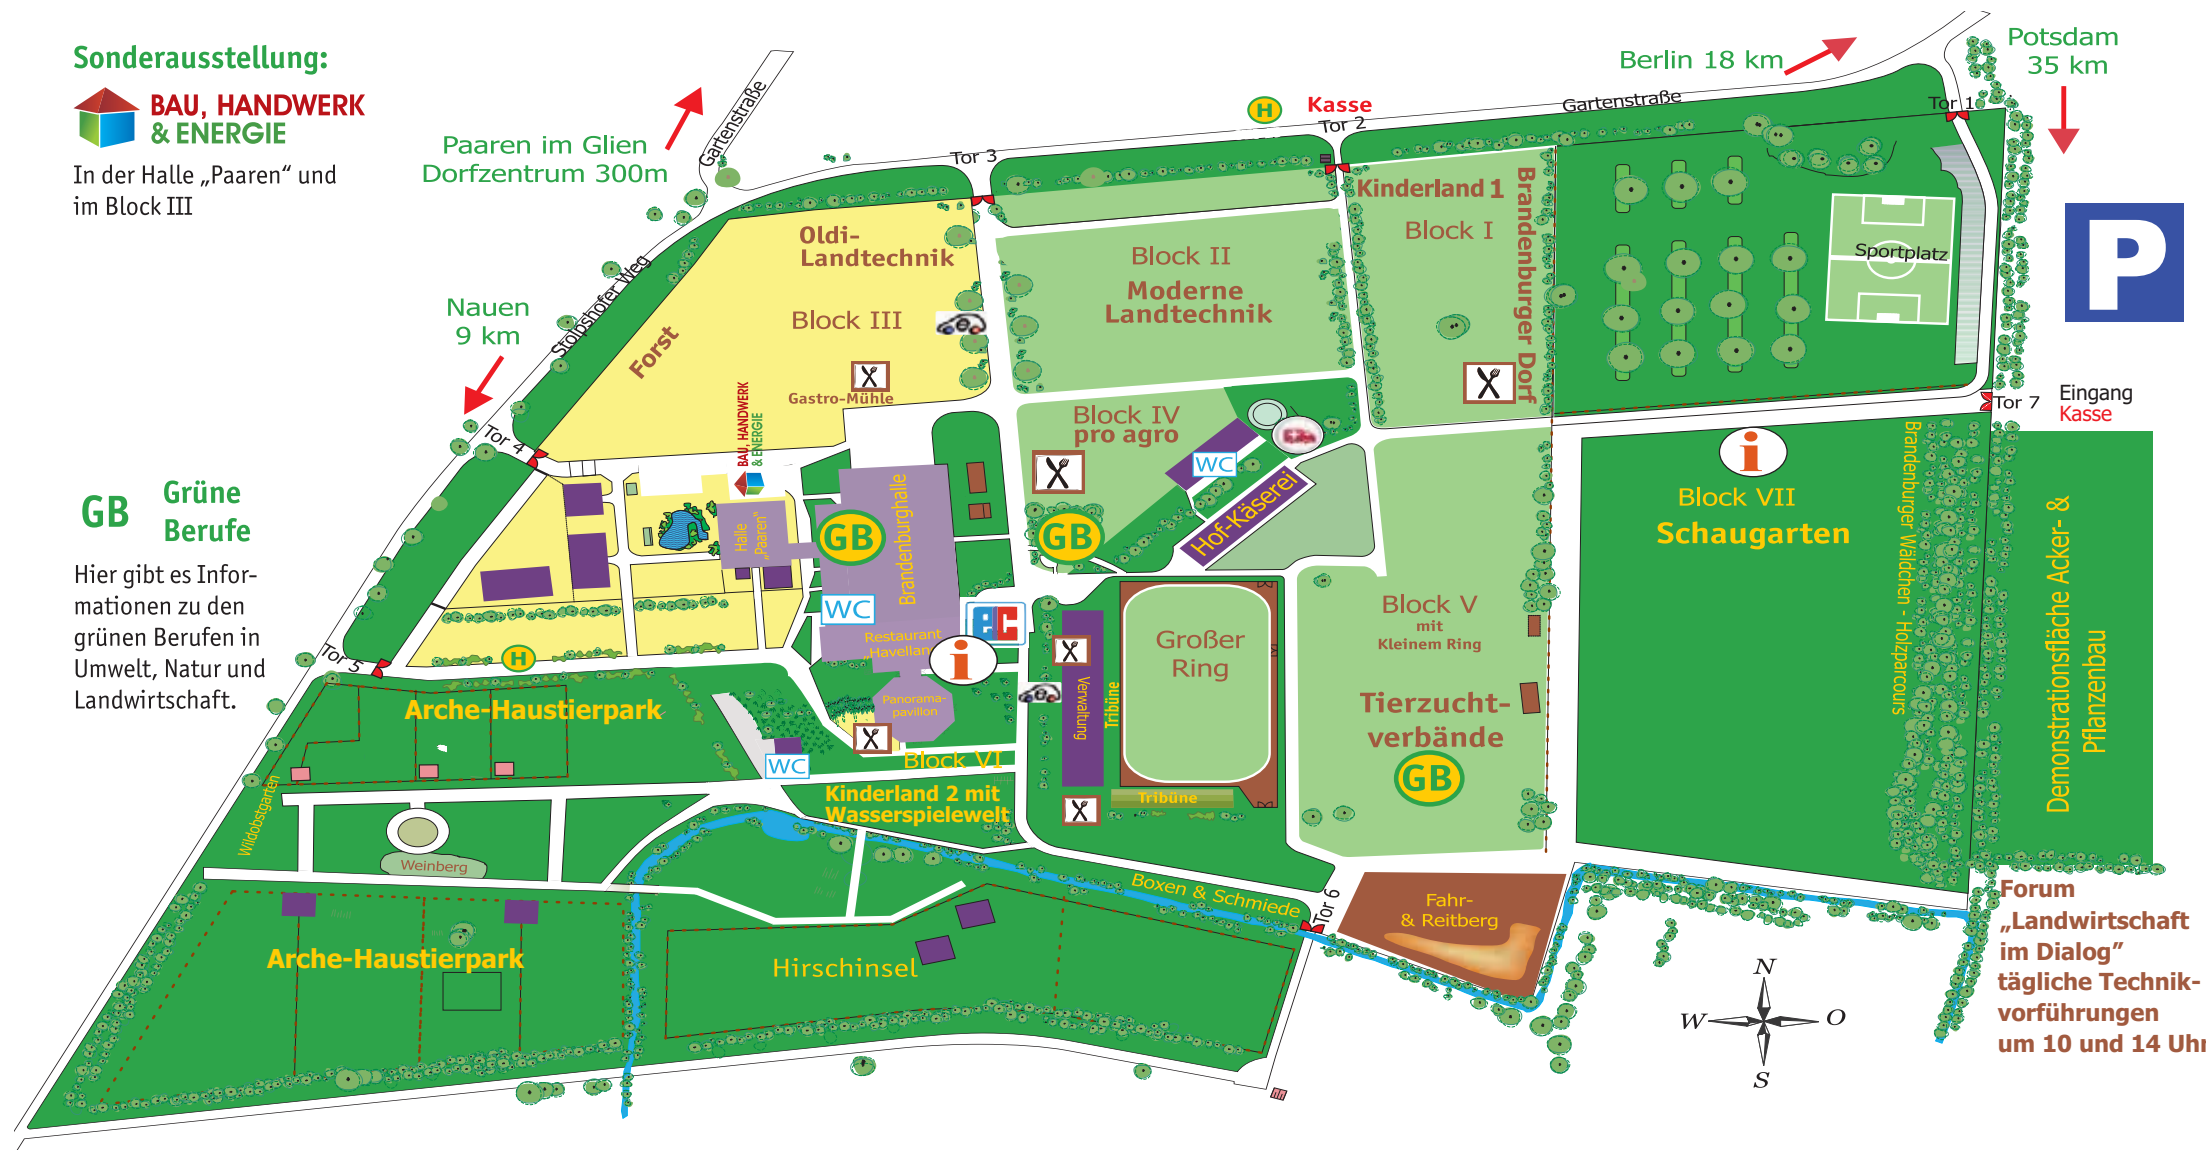 Sonderausstellung:
BAU, HANDWERK
& ENERGIE
In der Halle „Paaren“ und
im Block III
Paaren im Glien
Dorfzentrum 300m
Gartenstraße
Nauen
9 km
Stolpshofer Weg
GB
Grüne
Berufe
Hier gibt es Infor-
mationen zu den
grünen Berufen in
Umwelt, Natur und
Landwirtschaft.
H
Kasse
Tor 2
Tor 3
Gartenstraße
Berlin 18 km
Tor 1
Potsdam
35 km
P
Oldi-
Landtechnik
Block III
Forst
Gastro-Mühle
BAU, HANDWERK
& ENERGIE
Block II
Moderne
Landtechnik
Kinderland 1
Block I
Brandenburger Dorf
Sportplatz
Tor 7
Eingang
Kasse
Tor 4
Block IV
pro agro
WC
Hof-Käserei
GB
GB
Halle
„Paaren“
Brandenburghalle
WC
ec
Restaurant
i
Panorama-
pavillon
H
Tor 5
Verwaltung
Tribüne
Großer
Ring
Tribüne
Block V
mit
Kleinem Ring
Tierzucht-
verbände
GB
i
Block VII
Schaugarten
Brandenburger Wäldchen - Holzparcours
Demonstrationsfläche Acker- &
Pflanzenbau
Arche-Haustierpark
WC
Block VI
Kinderland 2 mit
Wasserspielewelt
Wildobstgarten
Weinberg
Boxen & Schmiede
Tor 6
Fahr-
& Reitberg
Arche-Haustierpark
Hirschinsel
N
W
O
S
Forum
„Landwirtschaft
im Dialog”
tägliche Technik-
vorführungen
um 10 und 14 Uhr